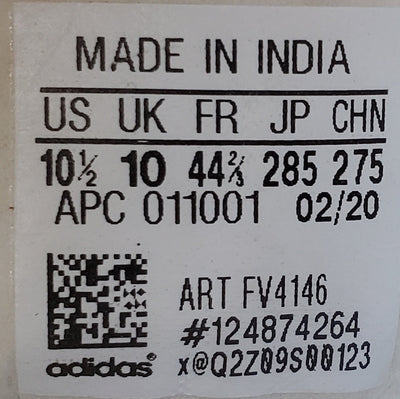 MADE IN INDIA
US UK FR JP CHN
10½ 10 44⅔ 285 275
APC 011001 02/20
ART FV4146
#124874264
adidas® x@Q2Z09S00123